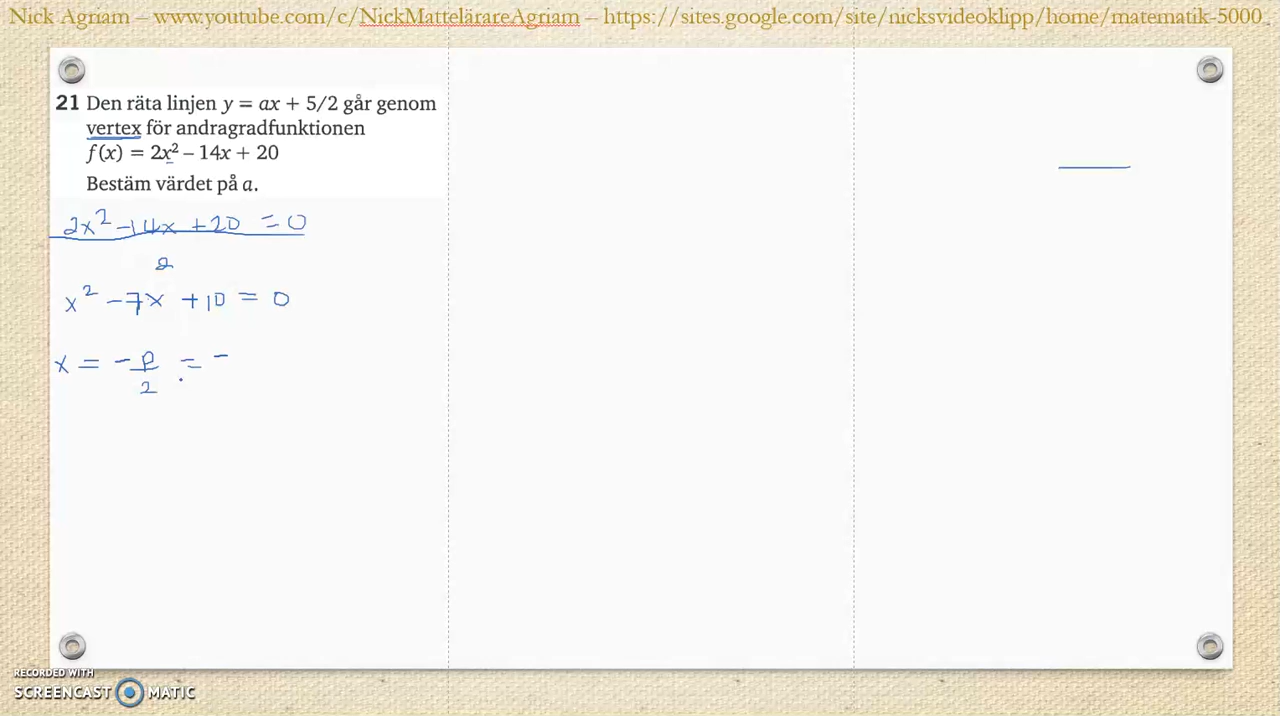 Nick Agnam – www.youtube.com/c/NickMattelärareAgnam – https://sites.google.com/site/nicksvideoklipp/home/matematik-5000
21 Den räta linjen y = ax + 5/2 går genom
vertex för andragradfunktionen
f(x) = 2x² – 14x + 20
Bestäm värdet på a.
2x² -14x +20 = 0
2
x² -7x +10 = 0
x = -p/2 = -
RECORDED WITH
SCREENCAST MATIC